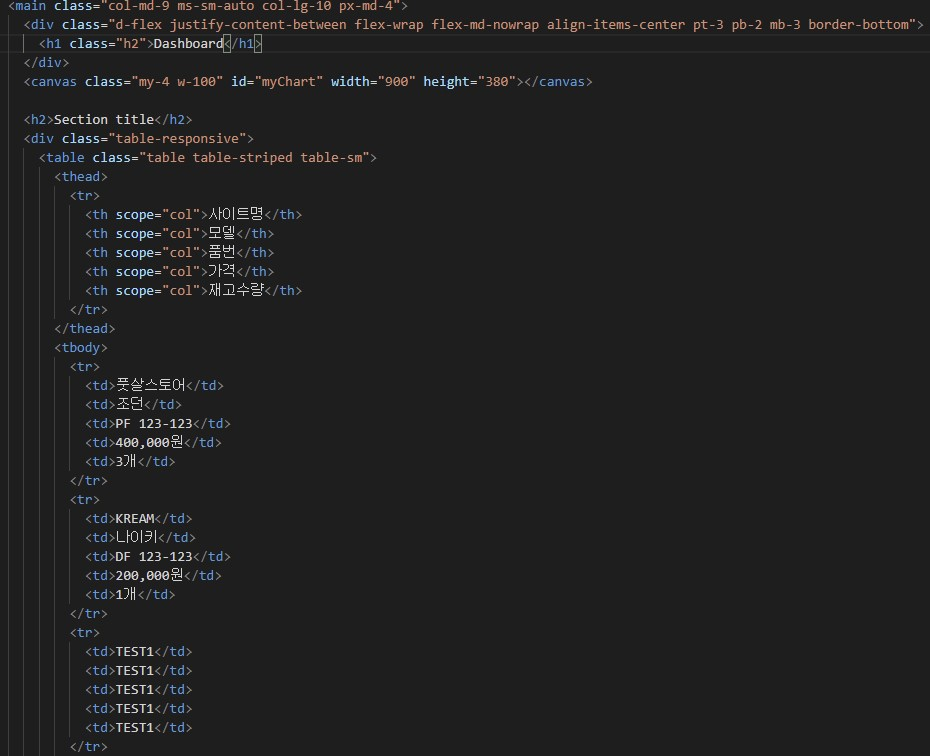 <main class="col-md-9 ms-sm-auto col-lg-10 px-md-4">
<div class="d-flex justify-content-between flex-wrap flex-md-nowrap align-items-center pt-3 pb-2 mb-3 border-bottom">
<h1 class="h2">Dashboard</h1>
</div>
<canvas class="my-4 w-100" id="myChart" width="900" height="380"></canvas>
<h2>Section title</h2>
<div class="table-responsive">
<table class="table table-striped table-sm">
<thead>
<tr>
<th scope="col">사이트명</th>
<th scope="col">모델</th>
<th scope="col">품번</th>
<th scope="col">가격</th>
<th scope="col">재고수량</th>
</tr>
</thead>
<tbody>
<tr>
<td>풋살스토어</td>
<td>조던</td>
<td>PF 123-123</td>
<td>400,000원</td>
<td>3개</td>
</tr>
<tr>
<td>KREAM</td>
<td>나이키</td>
<td>DF 123-123</td>
<td>200,000원</td>
<td>1개</td>
</tr>
<tr>
<td>TEST1</td>
<td>TEST1</td>
<td>TEST1</td>
<td>TEST1</td>
<td>TEST1</td>
</tr>